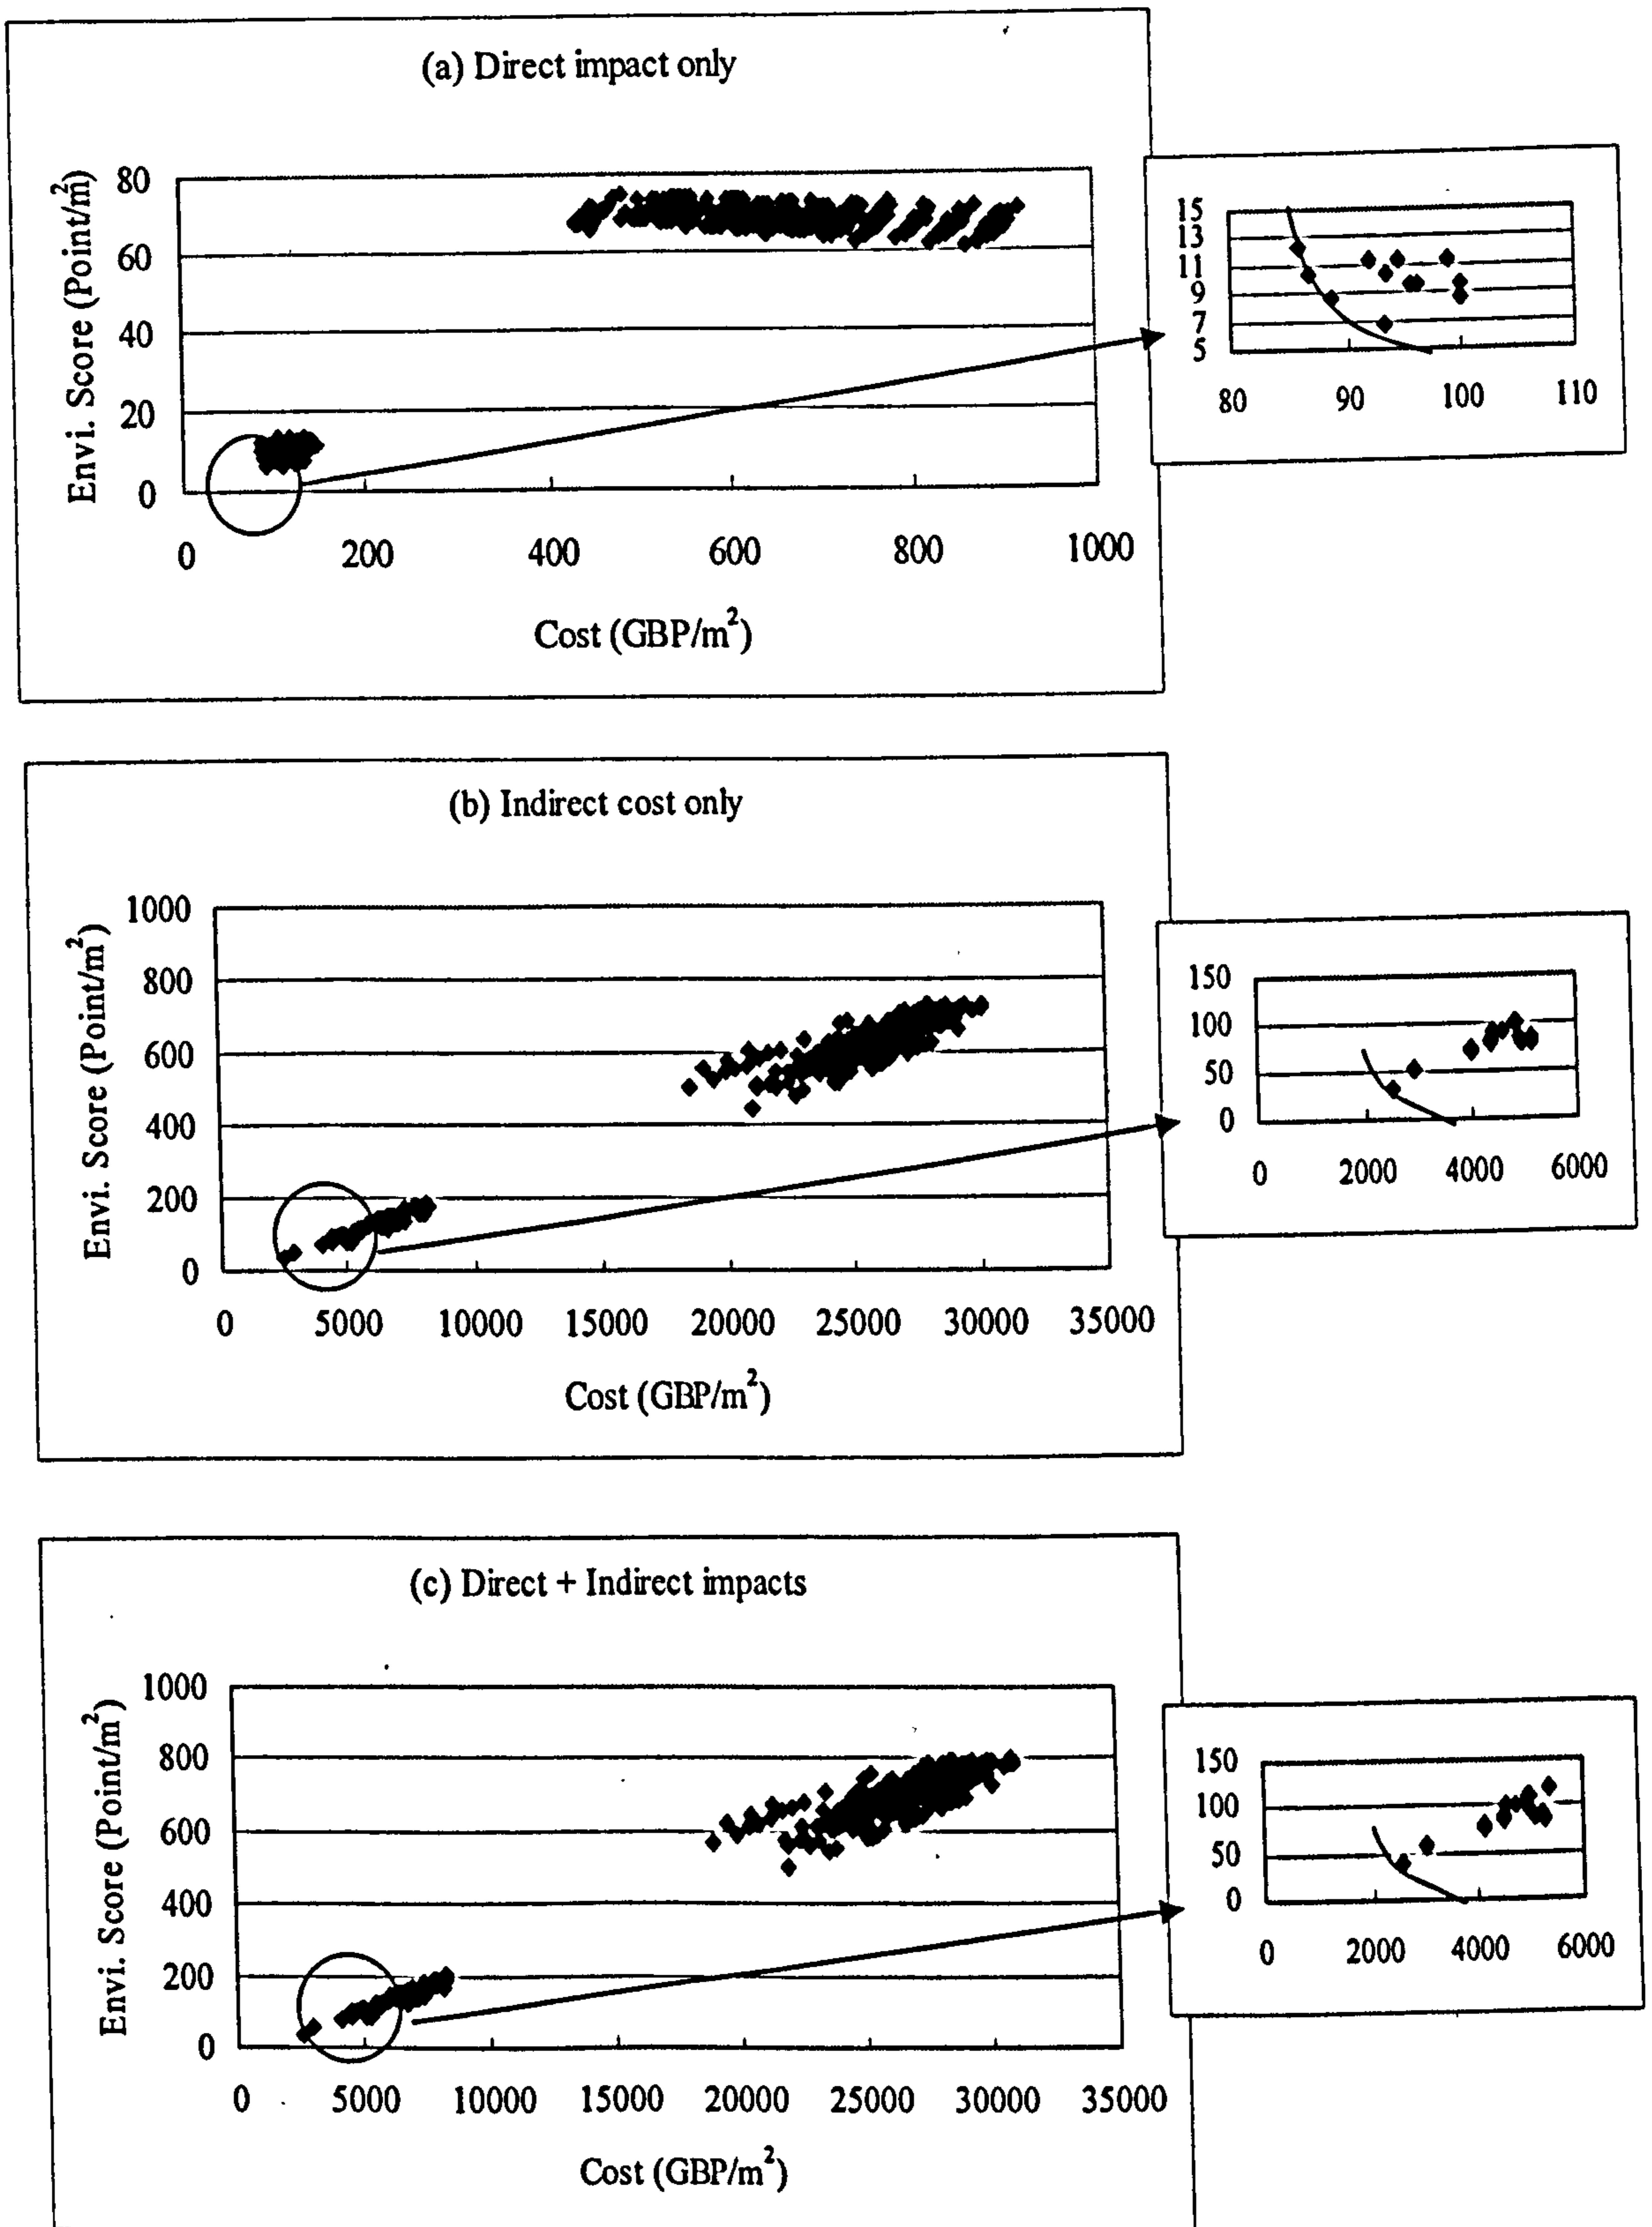 (a) Direct impact only
Envi. Score (Point/m²)
80
60
40
20
0
0 200 400 600 800 1000
Cost (GBP/m²)
15
13
11
9
7
5
80 90 100 110
(b) Indirect cost only
Envi. Score (Point/m²)
1000
800
600
400
200
0
0 5000 10000 15000 20000 25000 30000 35000
Cost (GBP/m²)
150
100
50
0
0 2000 4000 6000
(c) Direct + Indirect impacts
Envi. Score (Point/m²)
1000
800
600
400
200
0
0 5000 10000 15000 20000 25000 30000 35000
Cost (GBP/m²)
150
100
50
0
0 2000 4000 6000